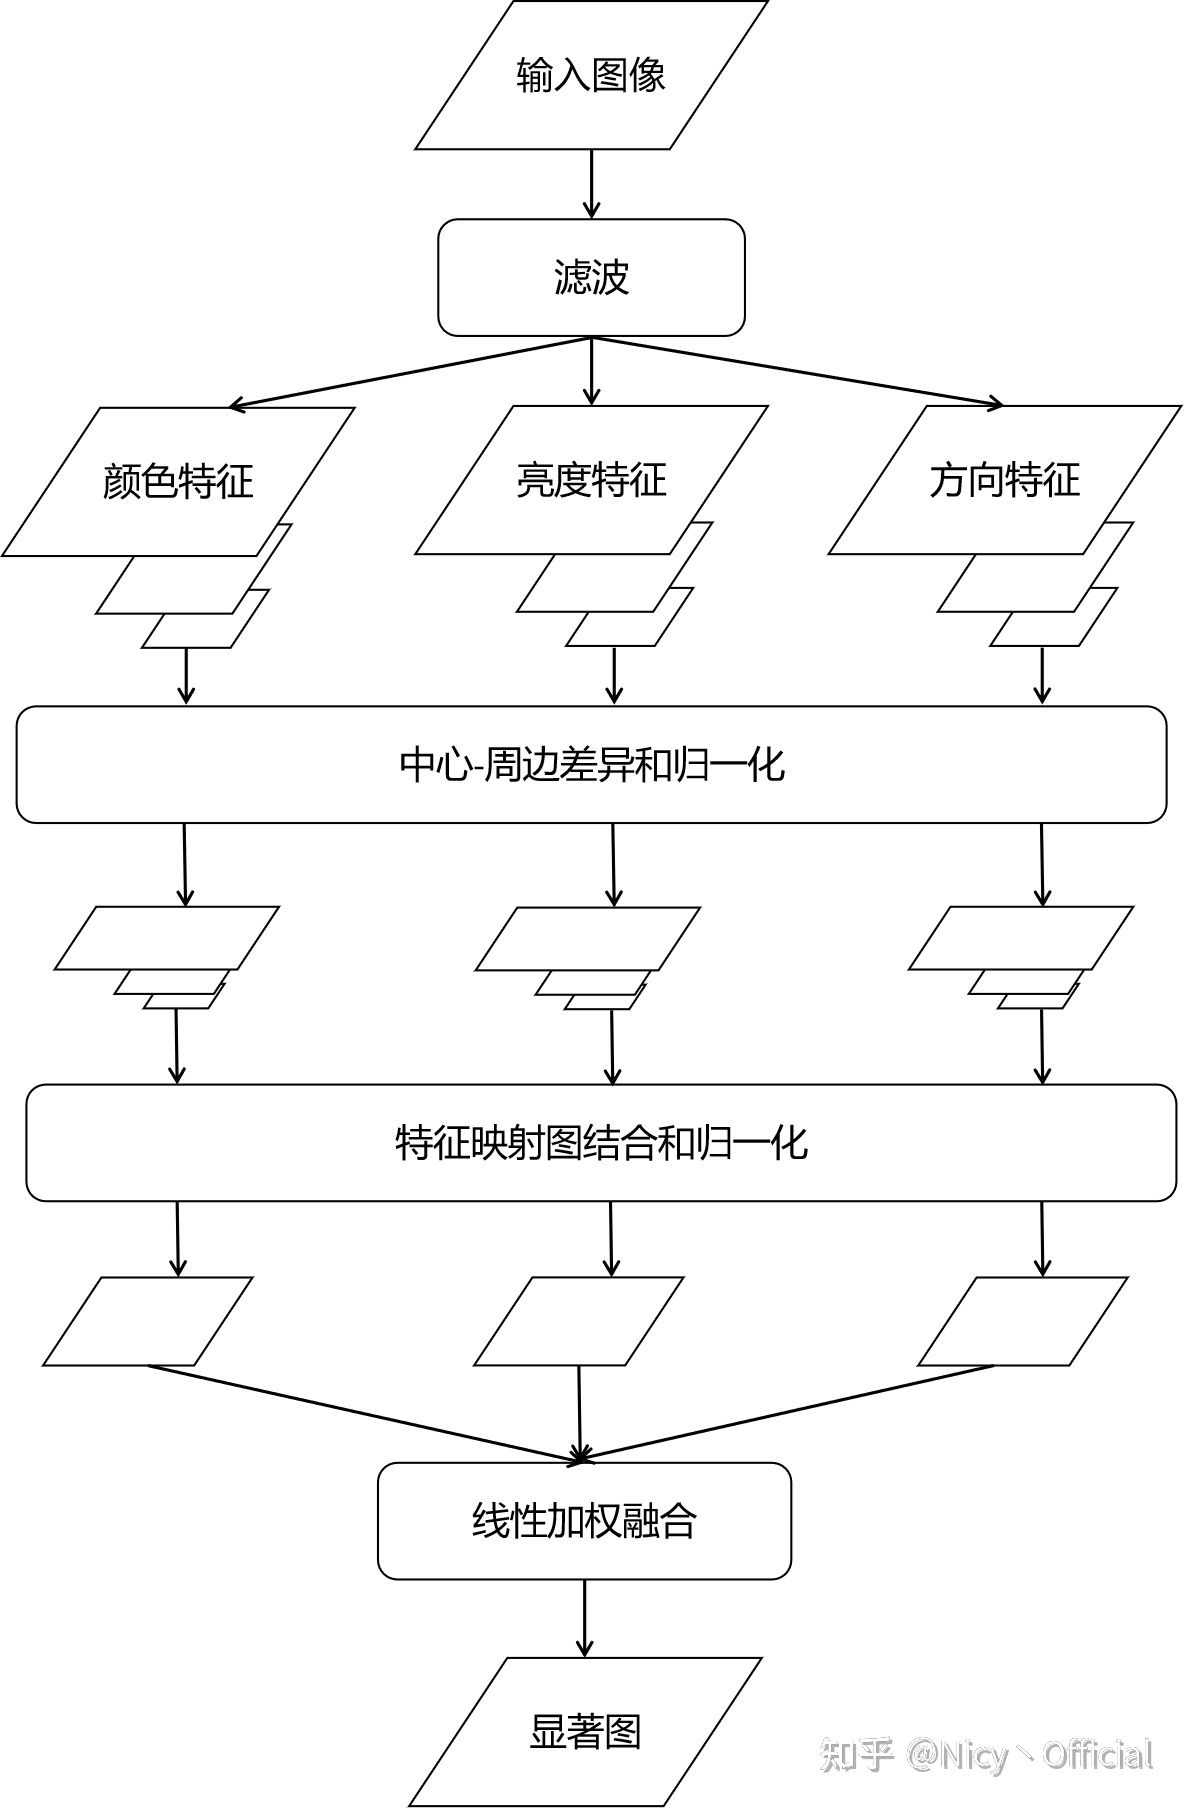 输入图像
滤波
颜色特征
亮度特征
方向特征
中心-周边差异和归一化
特征映射图结合和归一化
线性加权融合
显著图
知乎 @Nicy丶Official